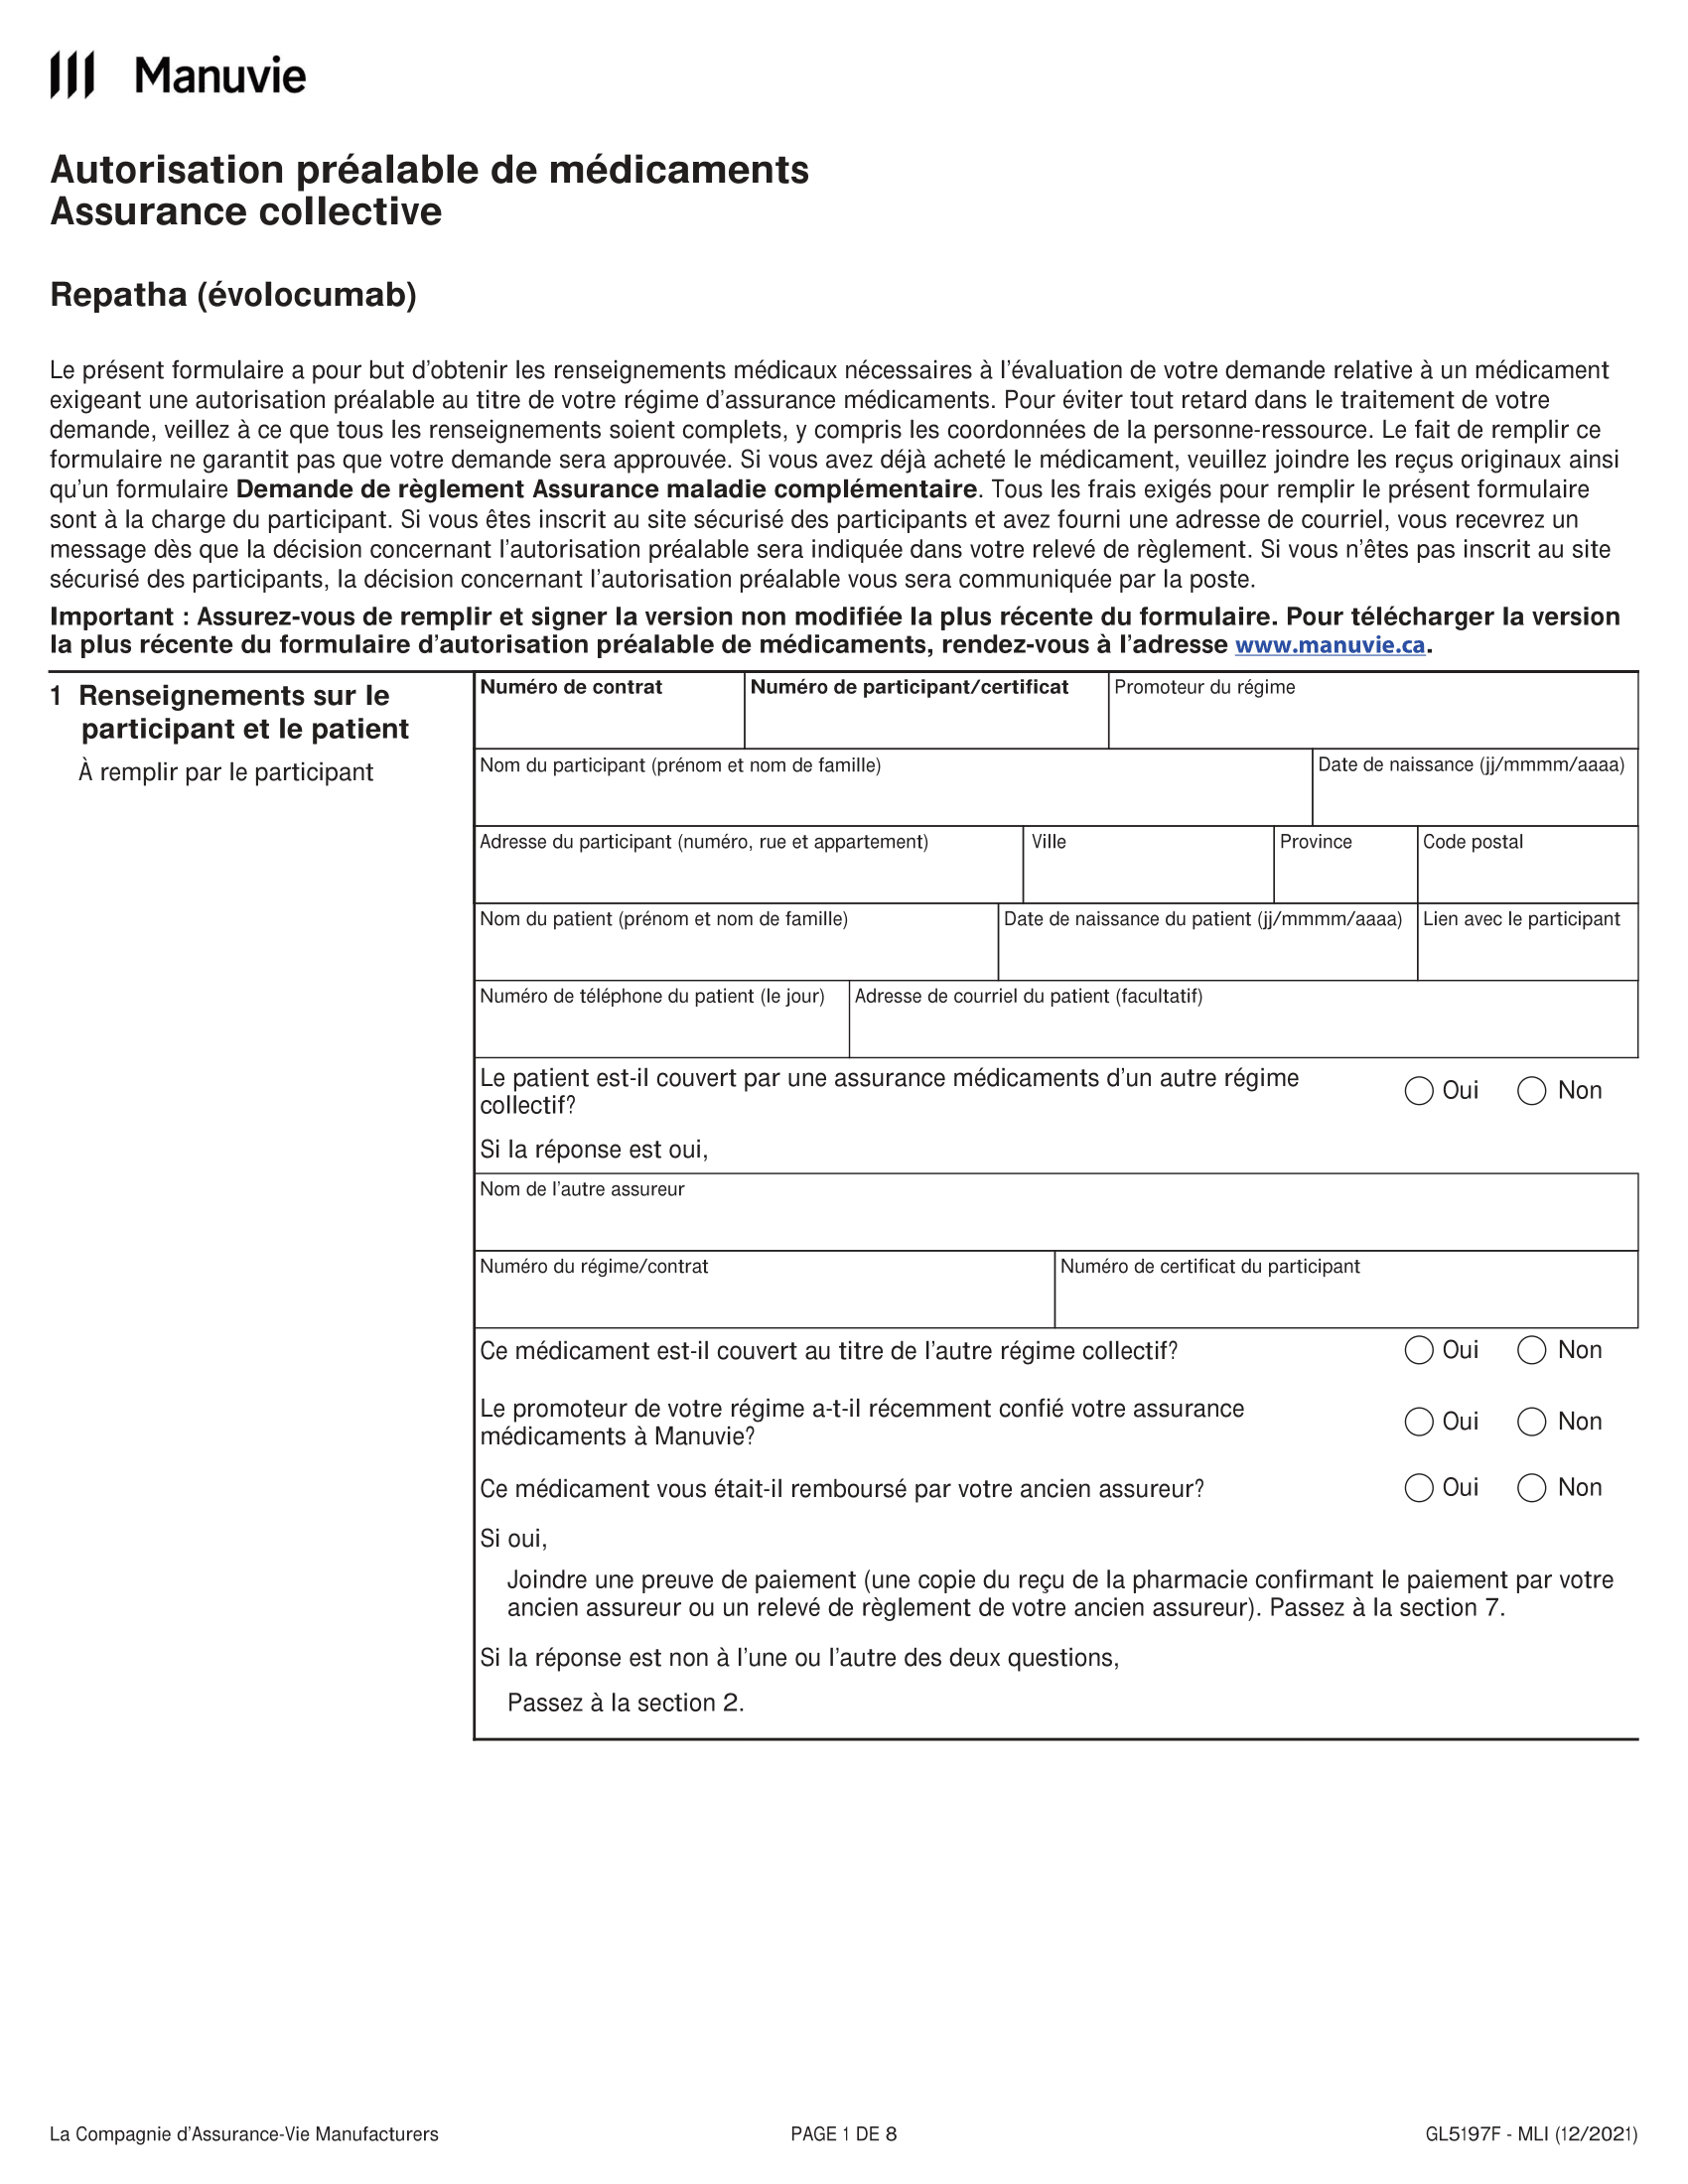 Manuvie
Autorisation préalable de médicaments
Assurance collective
Repatha (évolocumab)
Le présent formulaire a pour but d’obtenir les renseignements médicaux nécessaires à l’évaluation de votre demande relative à un médicament
exigeant une autorisation préalable au titre de votre régime d’assurance médicaments. Pour éviter tout retard dans le traitement de votre
demande, veillez à ce que tous les renseignements soient complets, y compris les coordonnées de la personne-ressource. Le fait de remplir ce
formulaire ne garantit pas que votre demande sera approuvée. Si vous avez déjà acheté le médicament, veuillez joindre les reçus originaux ainsi
qu’un formulaire Demande de règlement Assurance maladie complémentaire. Tous les frais exigés pour remplir le présent formulaire
sont à la charge du participant. Si vous êtes inscrit au site sécurisé des participants et avez fourni une adresse de courriel, vous recevrez un
message dès que la décision concernant l’autorisation préalable sera indiquée dans votre relevé de règlement. Si vous n’êtes pas inscrit au site
sécurisé des participants, la décision concernant l’autorisation préalable vous sera communiquée par la poste.
Important : Assurez-vous de remplir et signer la version non modifiée la plus récente du formulaire. Pour télécharger la version
la plus récente du formulaire d’autorisation préalable de médicaments, rendez-vous à l’adresse www.manuvie.ca.
1 Renseignements sur le
participant et le patient
À remplir par le participant
Numéro de contrat
Numéro de participant/certificat
Promoteur du régime
Nom du participant (prénom et nom de famille)
Date de naissance (jj/mmmm/aaaa)
Adresse du participant (numéro, rue et appartement)
Ville
Province
Code postal
Nom du patient (prénom et nom de famille)
Date de naissance du patient (jj/mmmm/aaaa)
Lien avec le participant
Numéro de téléphone du patient (le jour)
Adresse de courriel du patient (facultatif)
Le patient est-il couvert par une assurance médicaments d’un autre régime
collectif?
Oui Non
Si la réponse est oui,
Nom de l’autre assureur
Numéro du régime/contrat
Numéro de certificat du participant
Ce médicament est-il couvert au titre de l’autre régime collectif?
Oui Non
Le promoteur de votre régime a-t-il récemment confié votre assurance
médicaments à Manuvie?
Oui Non
Ce médicament vous était-il remboursé par votre ancien assureur?
Oui Non
Si oui,
Joindre une preuve de paiement (une copie du reçu de la pharmacie confirmant le paiement par votre
ancien assureur ou un relevé de règlement de votre ancien assureur). Passez à la section 7.
Si la réponse est non à l’une ou l’autre des deux questions,
Passez à la section 2.
La Compagnie d’Assurance-Vie Manufacturers
PAGE 1 DE 8
GL5197F - MLI (12/2021)